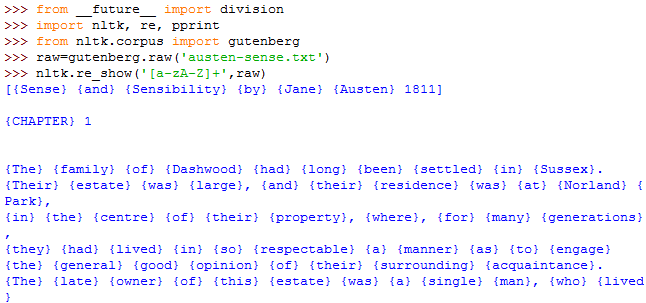 >>> from __future__ import division
>>> import nltk, re, pprint
>>> from nltk.corpus import gutenberg
>>> raw=gutenberg.raw('austen-sense.txt')
>>> nltk.re_show('[a-zA-Z]+',raw)
[{Sense} {and} {Sensibility} {by} {Jane} {Austen} 1811]
{CHAPTER} 1
{The} {family} {of} {Dashwood} {had} {long} {been} {settled} {in} {Sussex}.
{Their} {estate} {was} {large}, {and} {their} {residence} {was} {at} {Norland} {
Park},
{in} {the} {centre} {of} {their} {property}, {where}, {for} {many} {generations}
,
{they} {had} {lived} {in} {so} {respectable} {a} {manner} {as} {to} {engage}
{the} {general} {good} {opinion} {of} {their} {surrounding} {acquaintance}.
{The} {late} {owner} {of} {this} {estate} {was} {a} {single} {man}, {who} {lived
}